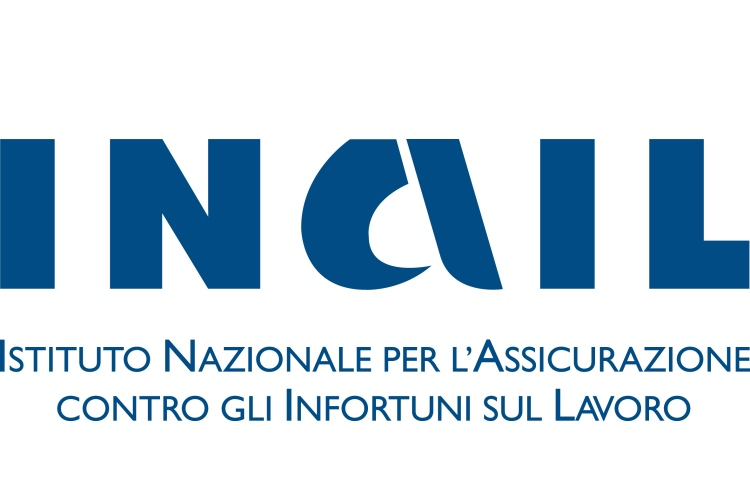 INAIL
ISTITUTO NAZIONALE PER L'ASSICURAZIONE
CONTRO GLI INFORTUNI SUL LAVORO